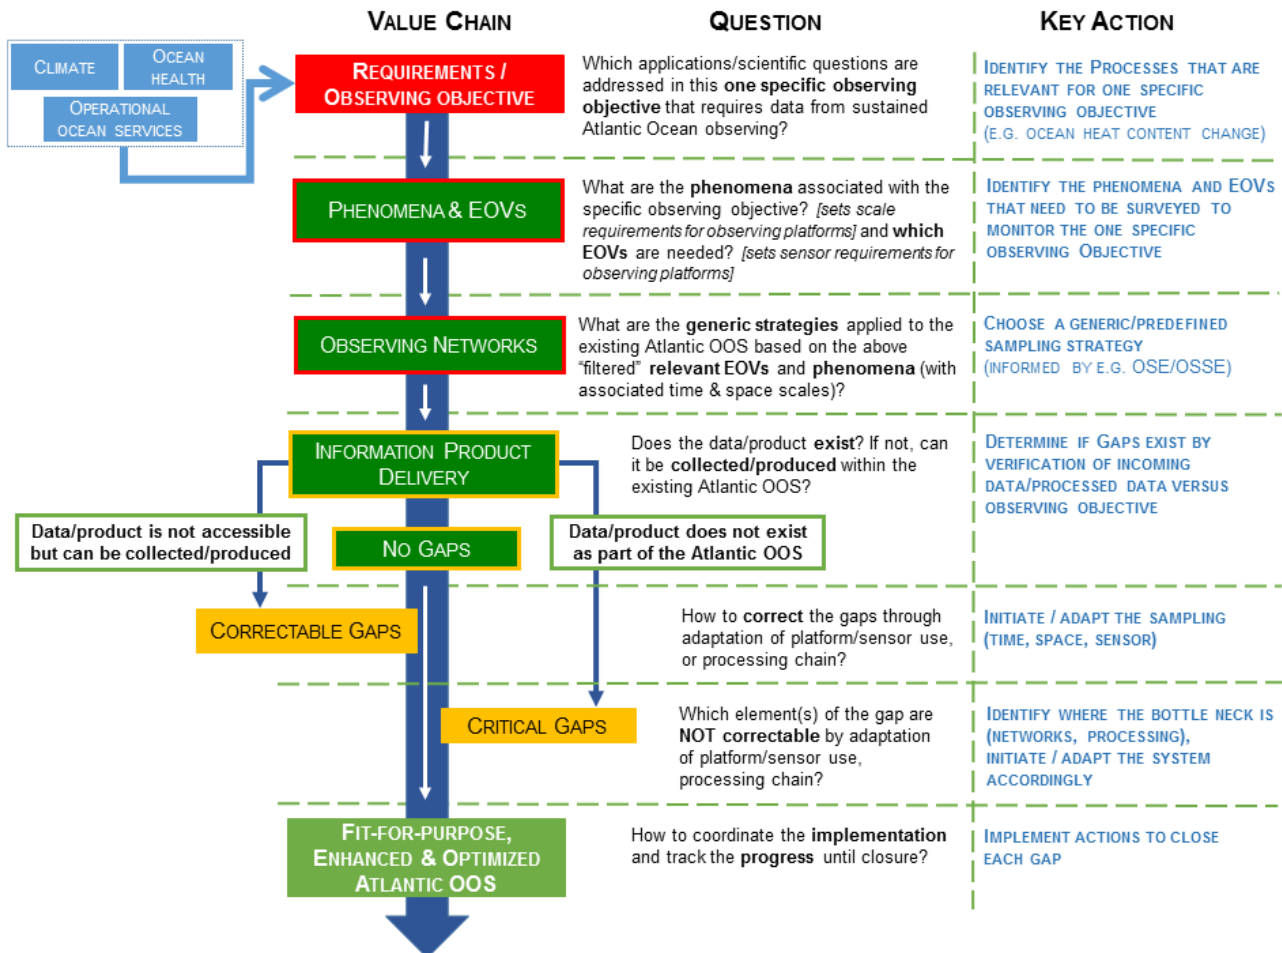 VALUE CHAIN
QUESTION
KEY ACTION
CLIMATE
OCEAN
HEALTH
OPERATIONAL
OCEAN SERVICES
REQUIREMENTS /
OBSERVING OBJECTIVE
Which applications/scientific questions are
addressed in this one specific observing
objective that requires data from sustained
Atlantic Ocean observing?
IDENTIFY THE PROCESSES THAT ARE
RELEVANT FOR ONE SPECIFIC
OBSERVING OBJECTIVE
(E.G. OCEAN HEAT CONTENT CHANGE)
PHENOMENA & EOVS
What are the phenomena associated with the
specific observing objective? [sets scale
requirements for observing platforms] and which
EOVs are needed? [sets sensor requirements for
observing platforms]
IDENTIFY THE PHENOMENA AND EOVS
THAT NEED TO BE SURVEYED TO
MONITOR THE ONE SPECIFIC
OBSERVING OBJECTIVE
OBSERVING NETWORKS
What are the generic strategies applied to the
existing Atlantic OOS based on the above
“filtered” relevant EOVs and phenomena (with
associated time & space scales)?
CHOOSE A GENERIC/PREDEFINED
SAMPLING STRATEGY
(INFORMED BY E.G. OSE/OSSE)
INFORMATION PRODUCT
DELIVERY
Does the data/product exist? If not, can
it be collected/produced within the
existing Atlantic OOS?
DETERMINE IF GAPS EXIST BY
VERIFICATION OF INCOMING
DATA/PROCESSED DATA VERSUS
OBSERVING OBJECTIVE
Data/product is not accessible
but can be collected/produced
NO GAPS
Data/product does not exist
as part of the Atlantic OOS
CORRECTABLE GAPS
How to correct the gaps through
adaptation of platform/sensor use,
or processing chain?
INITIATE / ADAPT THE SAMPLING
(TIME, SPACE, SENSOR)
CRITICAL GAPS
Which element(s) of the gap are
NOT correctable by adaptation
of platform/sensor use,
processing chain?
IDENTIFY WHERE THE BOTTLE NECK IS
(NETWORKS, PROCESSING),
INITIATE / ADAPT THE SYSTEM
ACCORDINGLY
FIT-FOR-PURPOSE,
ENHANCED & OPTIMIZED
ATLANTIC OOS
How to coordinate the implementation
and track the progress until closure?
IMPLEMENT ACTIONS TO CLOSE
EACH GAP